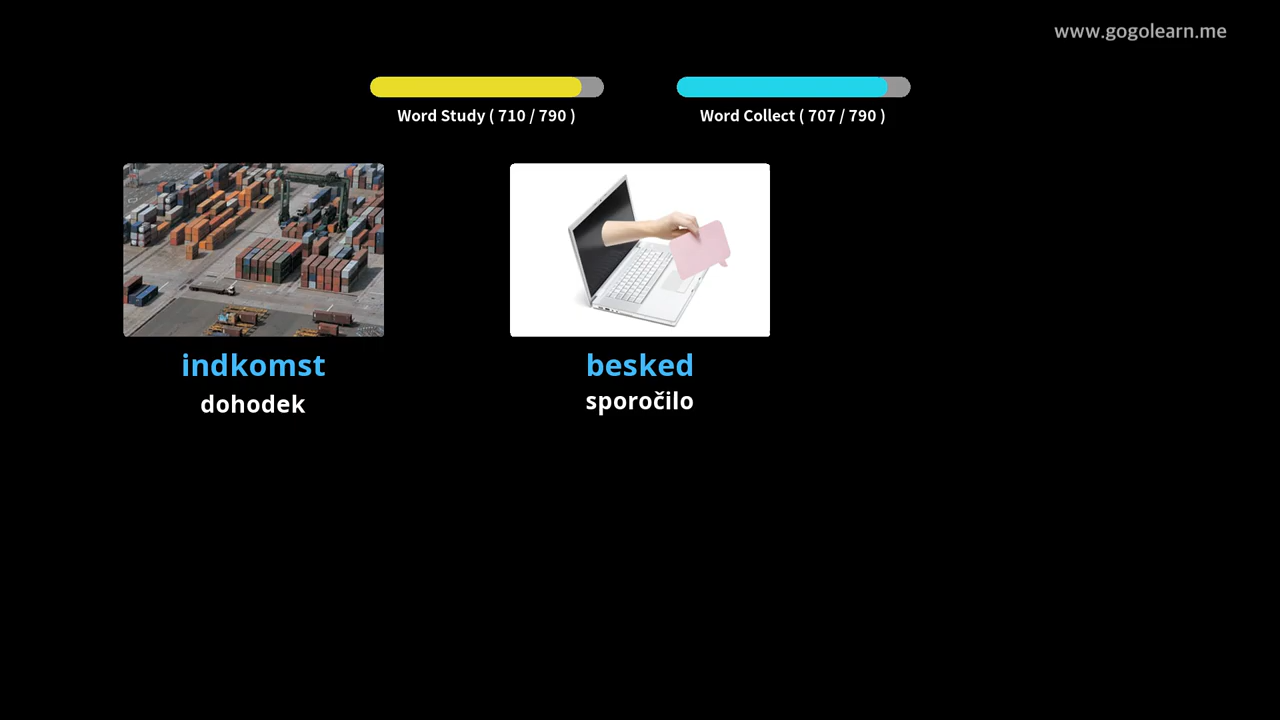 www.gogolearn.me
Word Study ( 710 / 790 )
Word Collect ( 707 / 790 )
indkomst
dohodek
besked
sporočilo